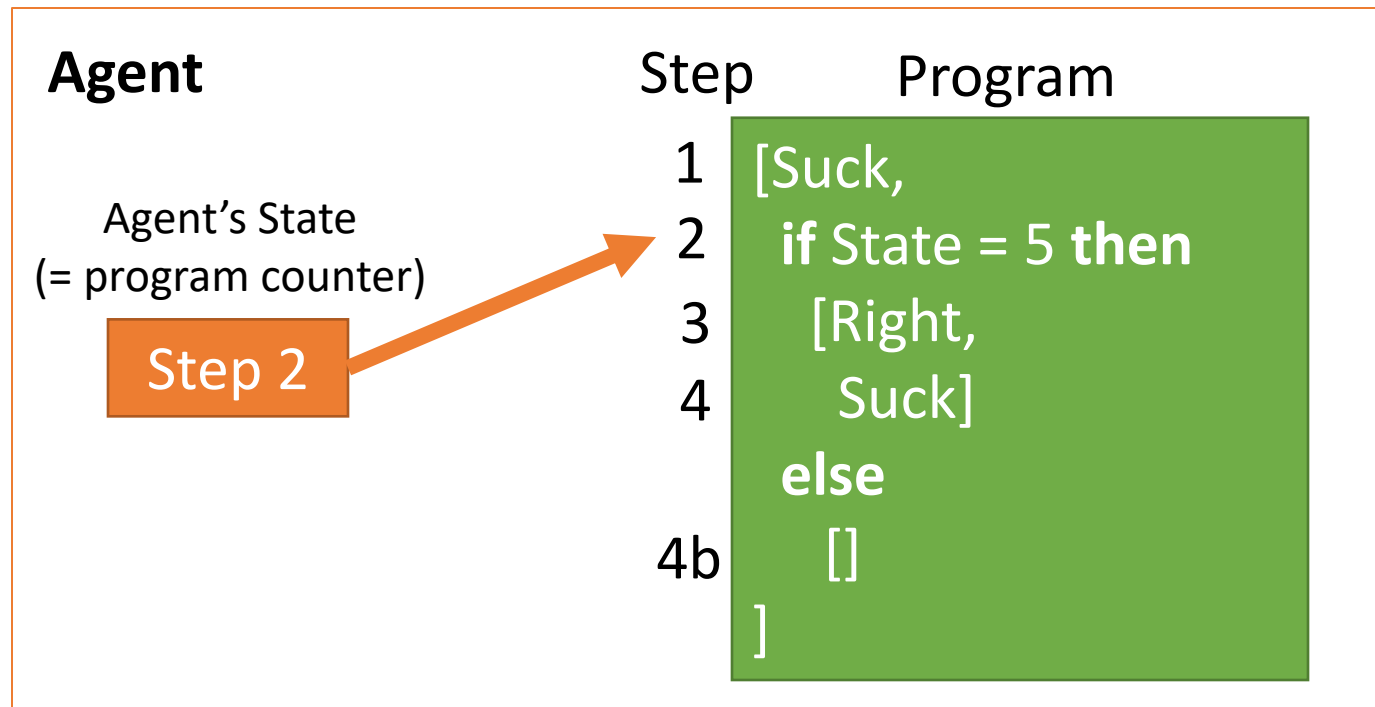 Agent
Agent’s State
(= program counter)
Step 2
Step Program
1 [Suck,
2 if State = 5 then
3 [Right,
4 Suck]
else
4b []
]